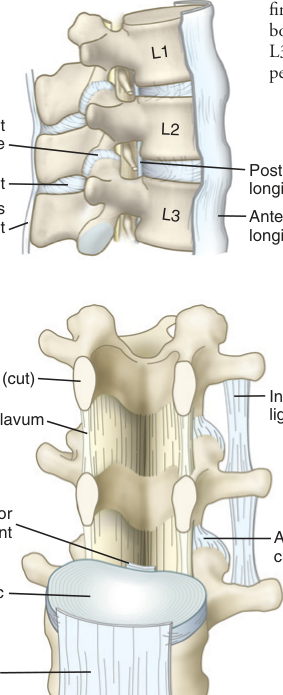 fir
bo
L3
pe
L1
L2
L3
t
e
t
s
t
Post
longi
Ante
longi
(cut)
lavum
or
nt
c
In
lig
A
c